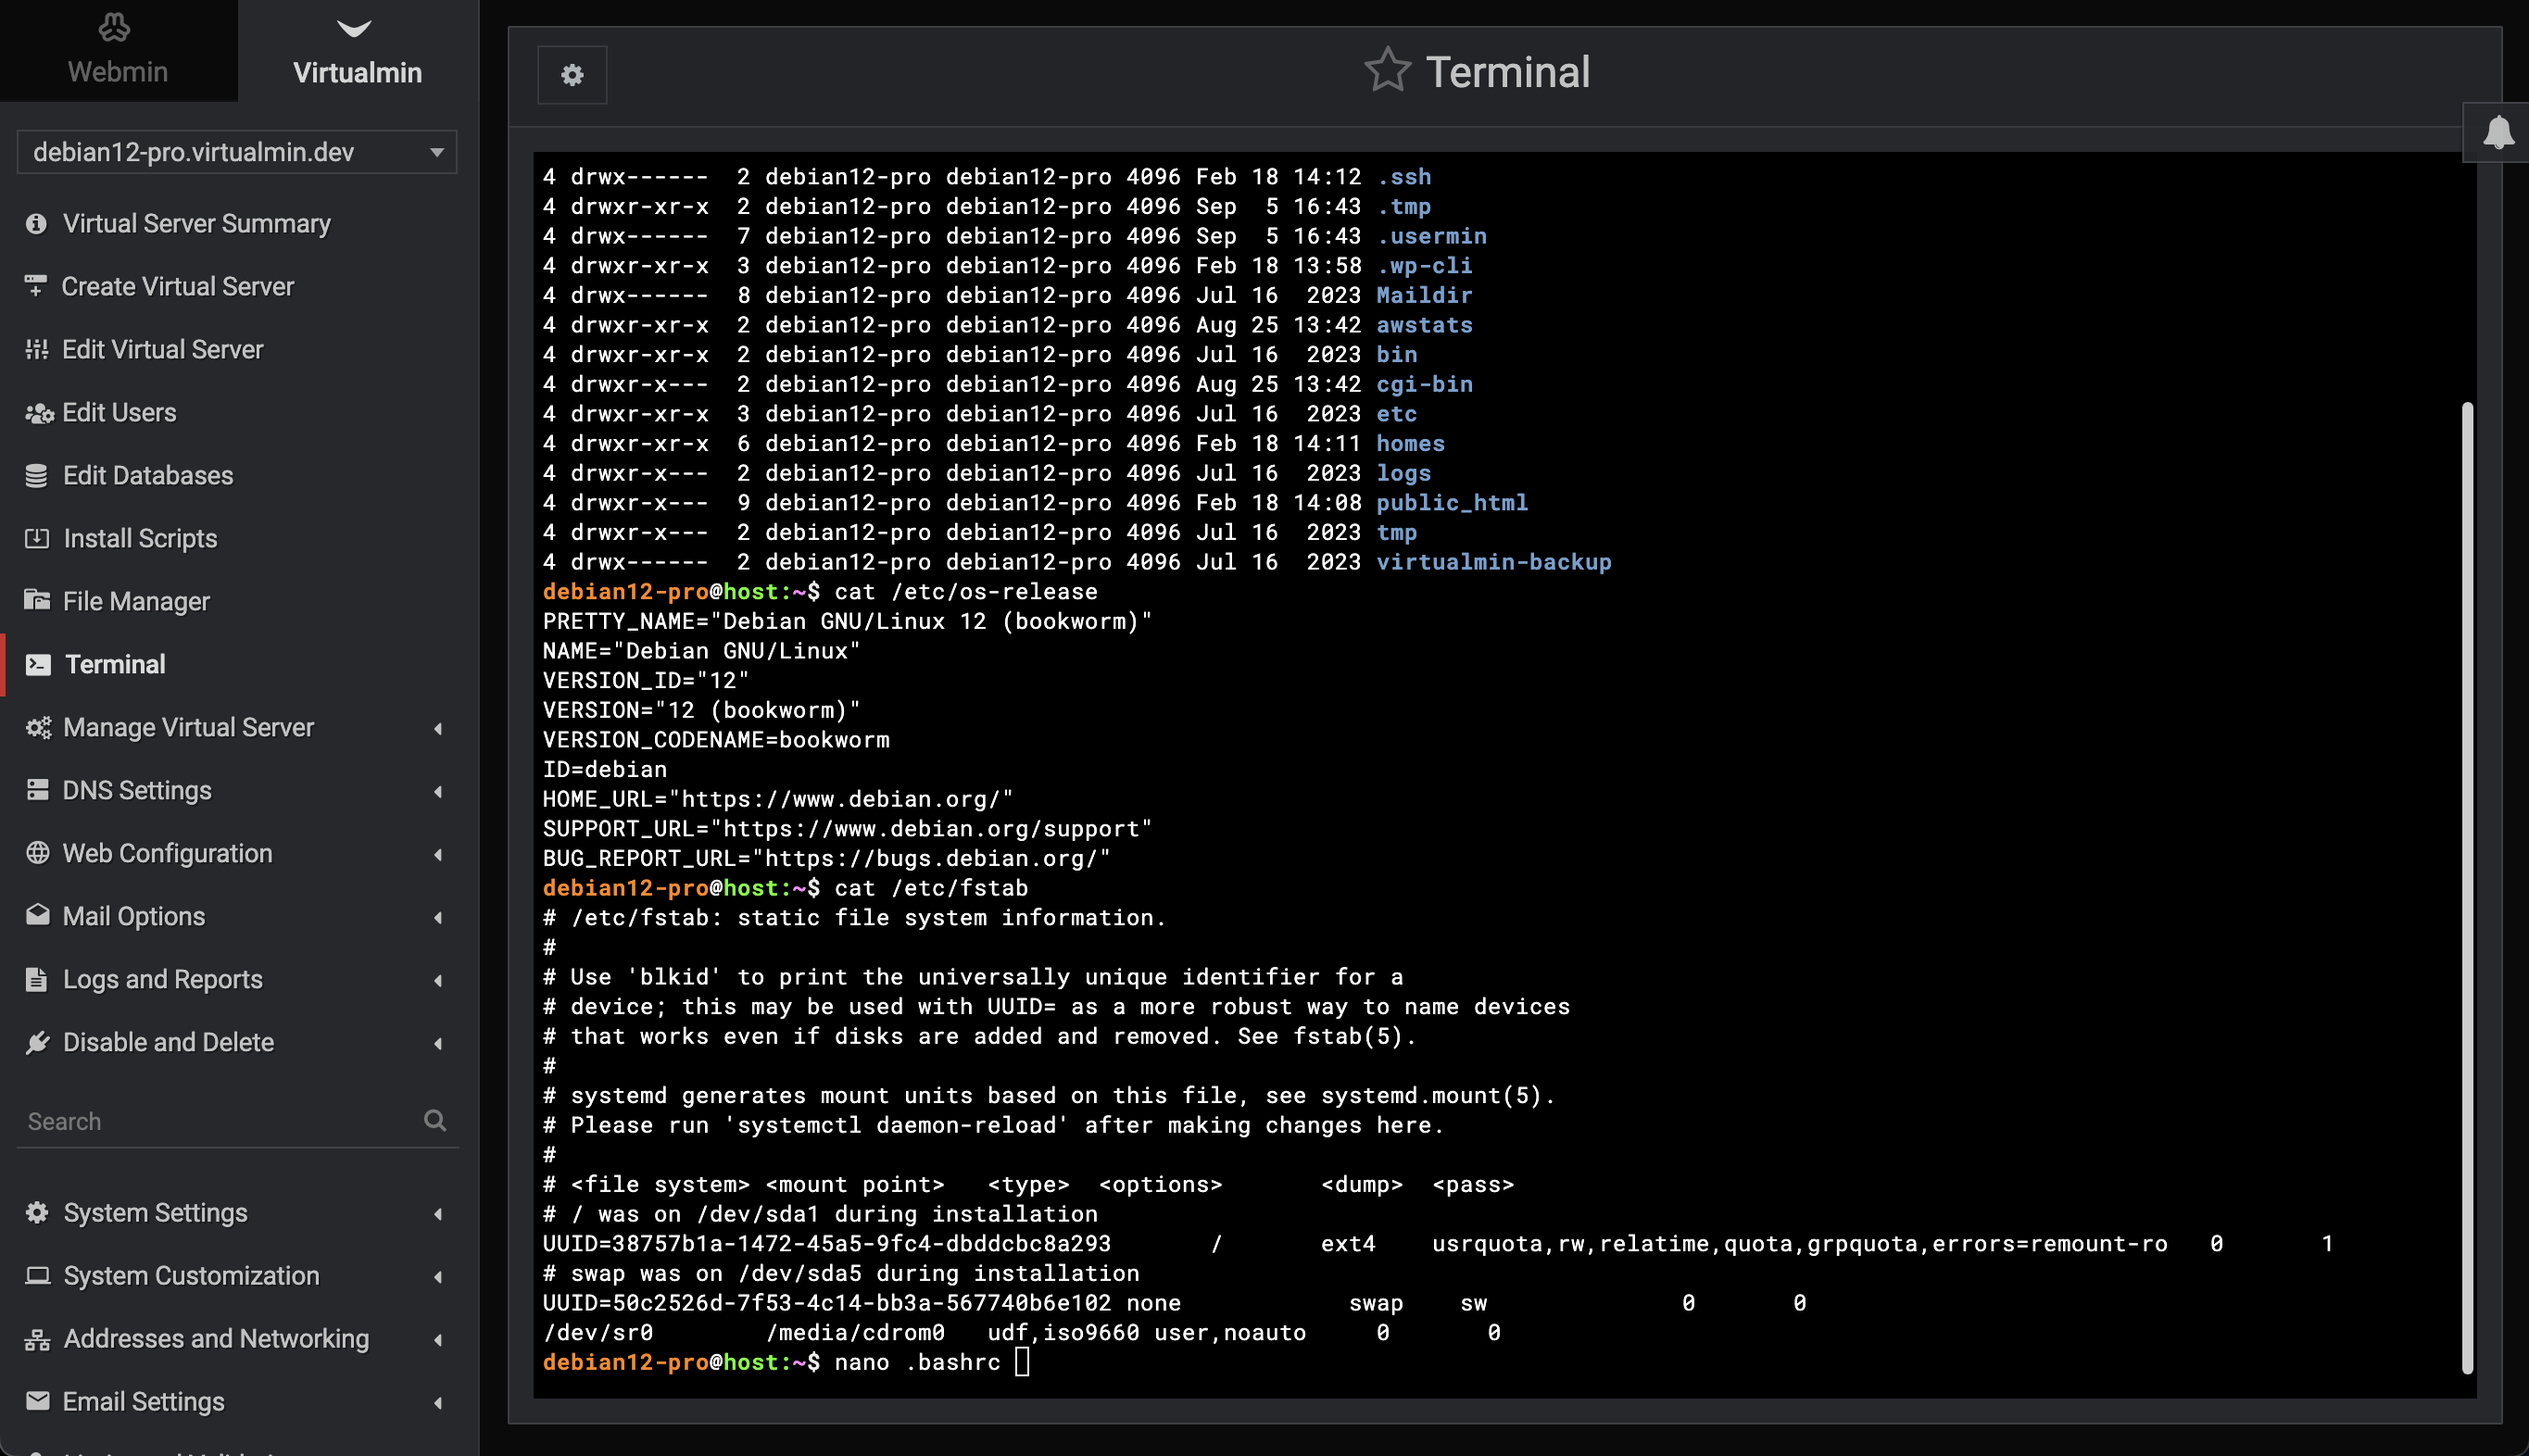 Webmin
Virtualmin
debian12-pro.virtualmin.dev
Virtual Server Summary
Create Virtual Server
Edit Virtual Server
Edit Users
Edit Databases
Install Scripts
File Manager
Terminal
Manage Virtual Server
DNS Settings
Web Configuration
Mail Options
Logs and Reports
Disable and Delete
Search
System Settings
System Customization
Addresses and Networking
Email Settings
Terminal
4 drwx------  2 debian12-pro debian12-pro 4096 Feb 18 14:12 .ssh
4 drwxr-xr-x  2 debian12-pro debian12-pro 4096 Sep  5 16:43 .tmp
4 drwx------  7 debian12-pro debian12-pro 4096 Sep  5 16:43 .usermin
4 drwxr-xr-x  3 debian12-pro debian12-pro 4096 Feb 18 13:58 .wp-cli
4 drwx------  8 debian12-pro debian12-pro 4096 Jul 16  2023 Maildir
4 drwxr-xr-x  2 debian12-pro debian12-pro 4096 Aug 25 13:42 awstats
4 drwxr-xr-x  2 debian12-pro debian12-pro 4096 Jul 16  2023 bin
4 drwxr-x---  2 debian12-pro debian12-pro 4096 Aug 25 13:42 cgi-bin
4 drwxr-xr-x  3 debian12-pro debian12-pro 4096 Jul 16  2023 etc
4 drwxr-xr-x  6 debian12-pro debian12-pro 4096 Feb 18 14:11 homes
4 drwxr-x---  2 debian12-pro debian12-pro 4096 Jul 16  2023 logs
4 drwxr-x---  9 debian12-pro debian12-pro 4096 Feb 18 14:08 public_html
4 drwxr-x---  2 debian12-pro debian12-pro 4096 Jul 16  2023 tmp
4 drwx------  2 debian12-pro debian12-pro 4096 Jul 16  2023 virtualmin-backup
debian12-pro@host:~$ cat /etc/os-release
PRETTY_NAME="Debian GNU/Linux 12 (bookworm)"
NAME="Debian GNU/Linux"
VERSION_ID="12"
VERSION="12 (bookworm)"
VERSION_CODENAME=bookworm
ID=debian
HOME_URL="https://www.debian.org/"
SUPPORT_URL="https://www.debian.org/support"
BUG_REPORT_URL="https://bugs.debian.org/"
debian12-pro@host:~$ cat /etc/fstab
# /etc/fstab: static file system information.
#
# Use 'blkid' to print the universally unique identifier for a
# device; this may be used with UUID= as a more robust way to name devices
# that works even if disks are added and removed. See fstab(5).
#
# systemd generates mount units based on this file, see systemd.mount(5).
# Please run 'systemctl daemon-reload' after making changes here.
#
# <file system> <mount point>   <type>  <options>       <dump>  <pass>
# / was on /dev/sda1 during installation
UUID=38757b1a-1472-45a5-9fc4-dbddcbc8a293       /       ext4    usrquota,rw,relatime,quota,grpquota,errors=remount-ro   0       1
# swap was on /dev/sda5 during installation
UUID=50c2526d-7f53-4c14-bb3a-567740b6e102 none            swap    sw              0       0
/dev/sr0        /media/cdrom0   udf,iso9660 user,noauto     0       0
debian12-pro@host:~$ nano .bashrc